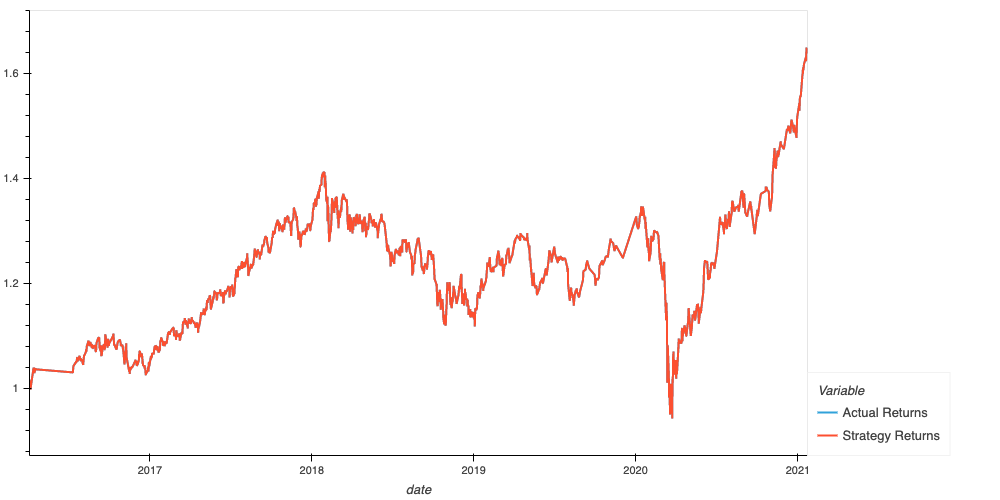 1.6
1.4
1.2
1
2017
2018
2019
2020
2021
date
Variable
Actual Returns
Strategy Returns